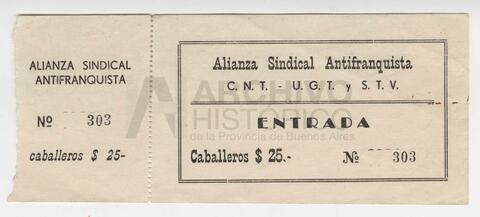 ALIANZA SINDICAL
ANTIFRANQUISTA
Nº 303
caballeros $ 25-
Alianza Sindical Antifranquista
C. N. T. - U. G. T. y S. T. V.
ENTRADA
Caballeros $ 25.-
Nº 303
ARCHIVO
HISTÓRICO
de la Provincia de Buenos Aires